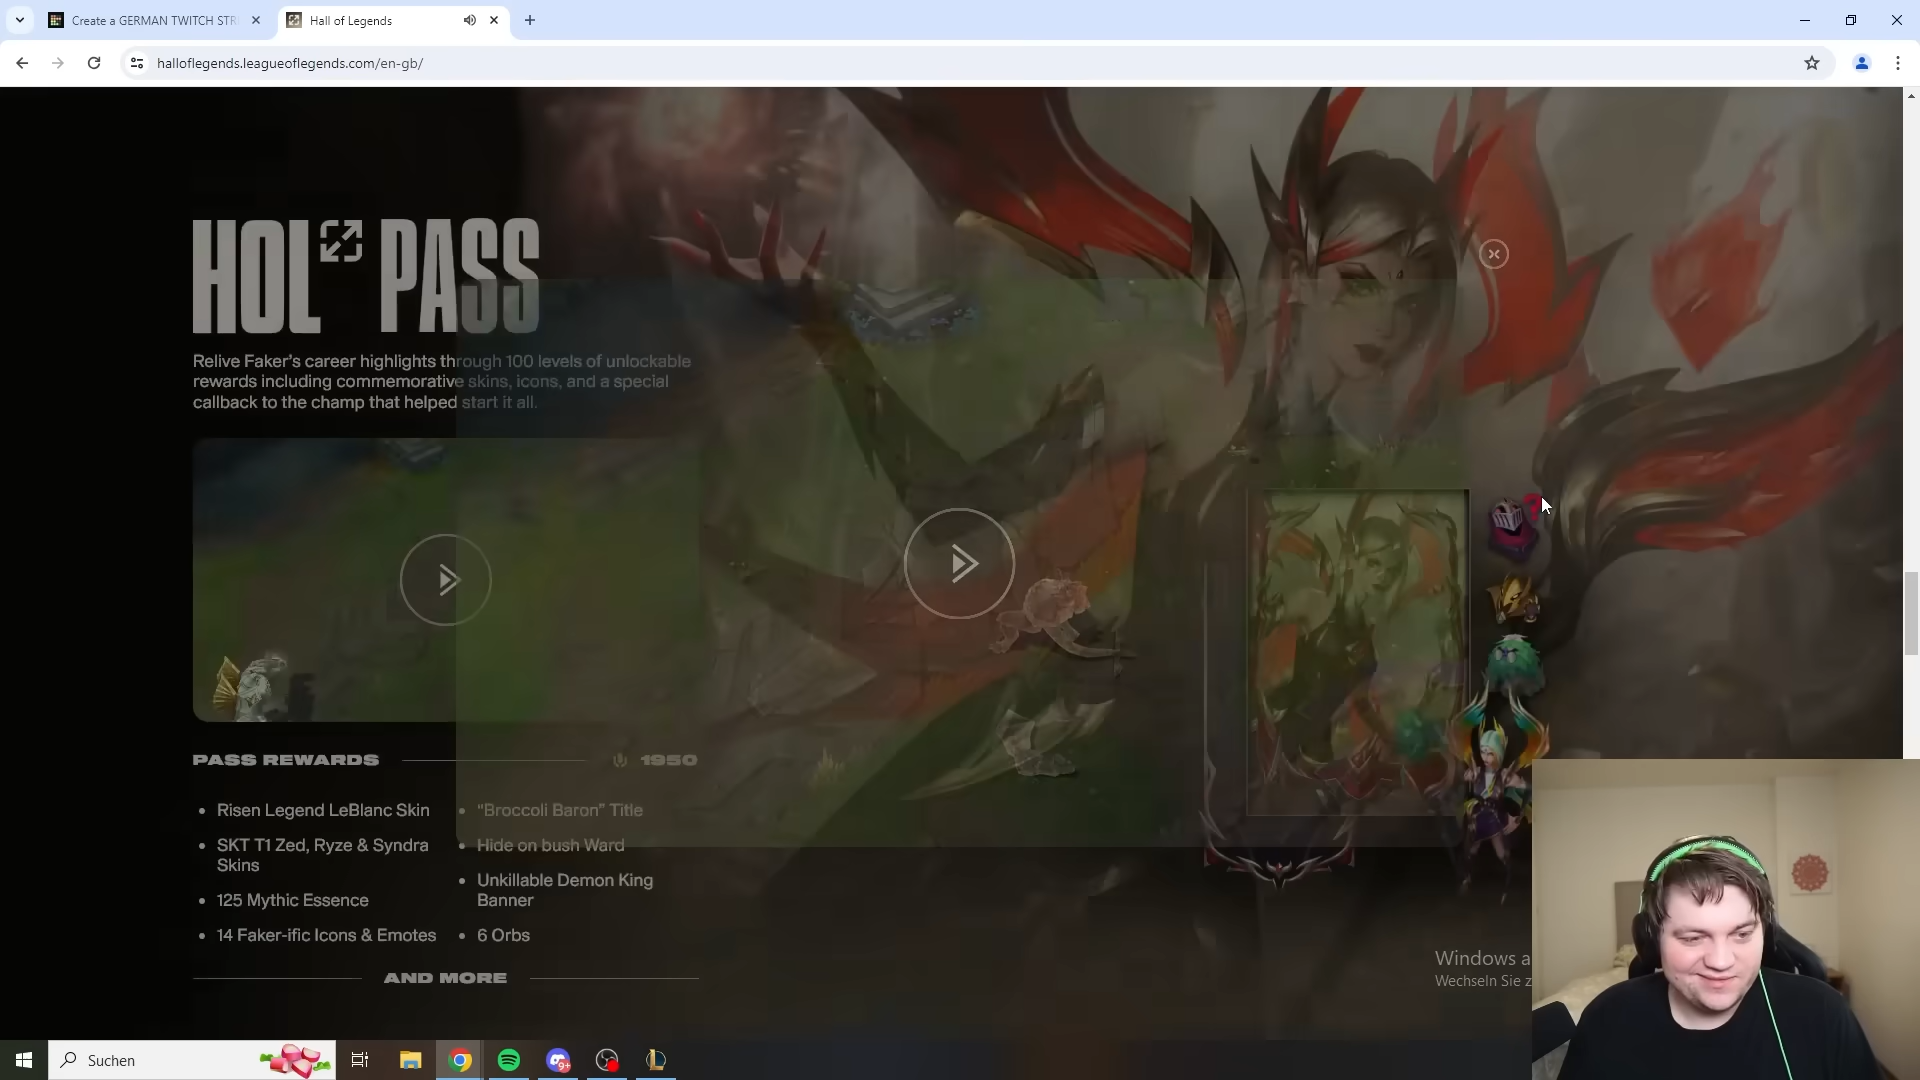 Create a GERMAN TWITCH STR
Hall of Legends
halloflegends.leagueoflegends.com/en-gb/
HOL PASS
Relive Faker's career highlights through 100 levels of unlockable
rewards including commemorative skins, icons, and a special
callback to the champ that helped start it all.
PASS REWARDS
1950
Risen Legend LeBlanc Skin
SKT T1 Zed, Ryze & Syndra
Skins
125 Mythic Essence
14 Faker-ific Icons & Emotes
"Broccoli Baron" Title
Hide on bush Ward
Unkillable Demon King
Banner
6 Orbs
AND MORE
Windows a
Wechseln Sie z
Suchen
9+